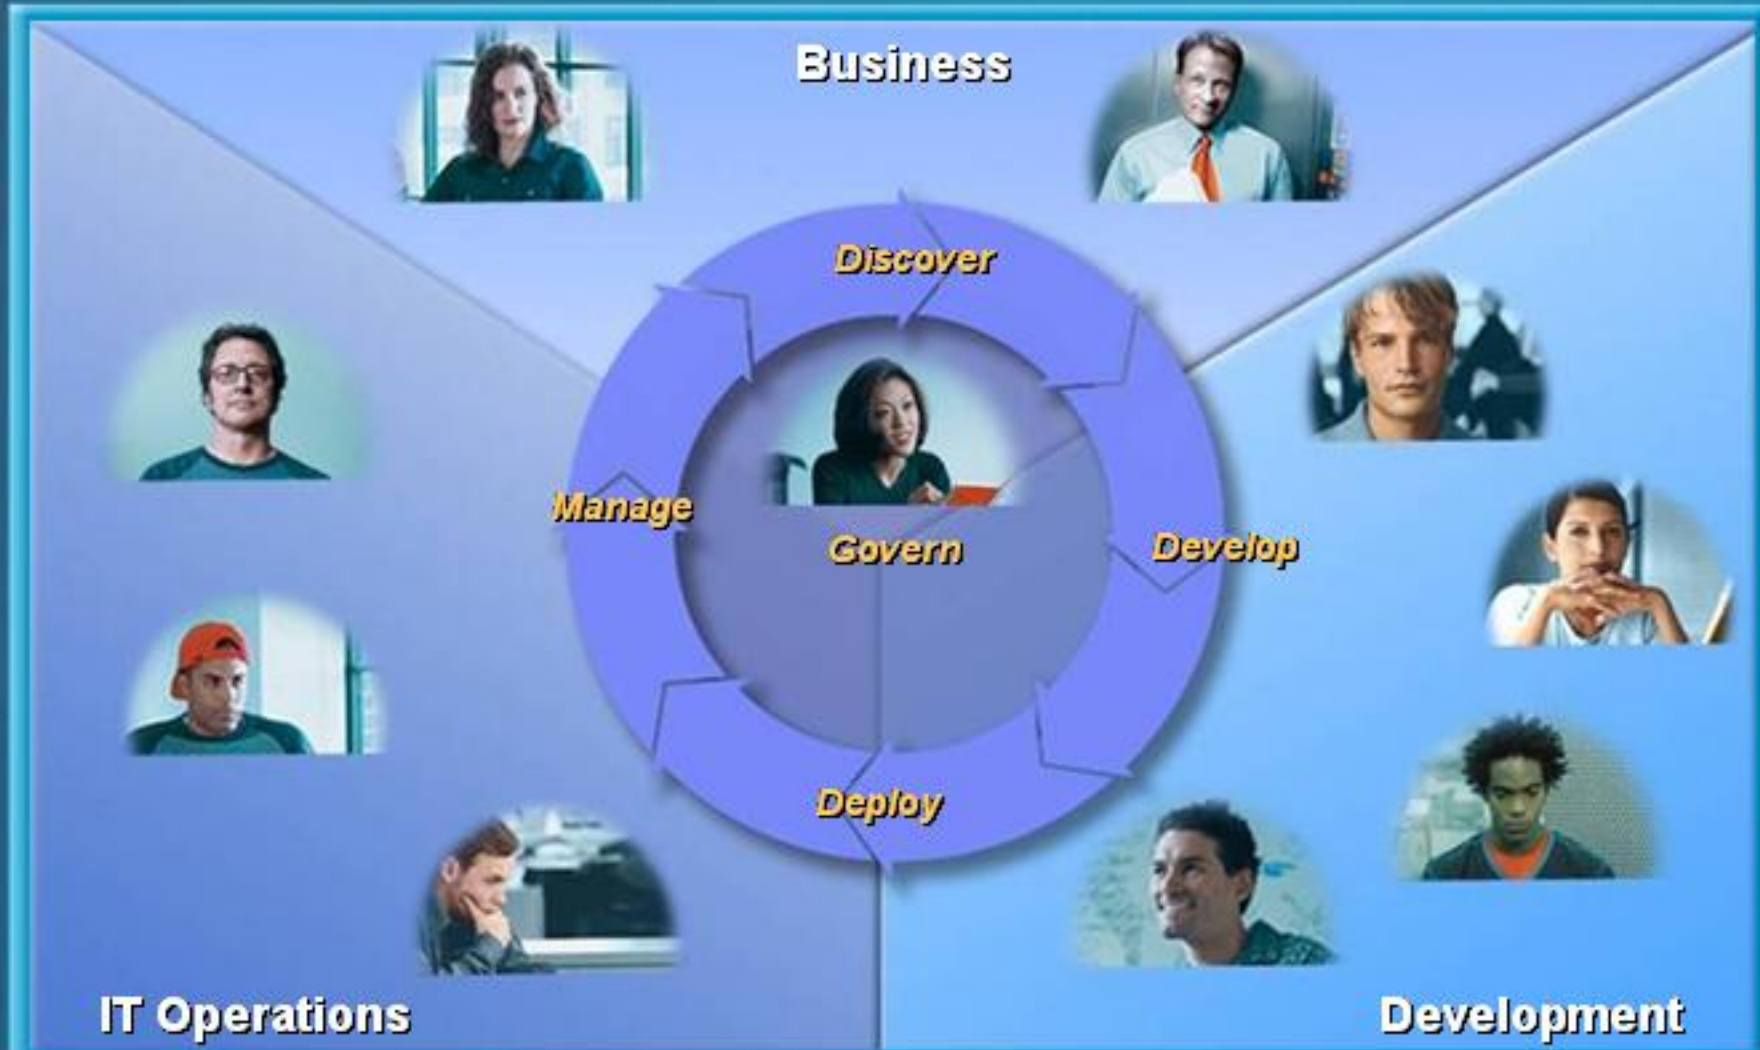 Business
Discover
Manage
Govern
Develop
Deploy
IT Operations
Development